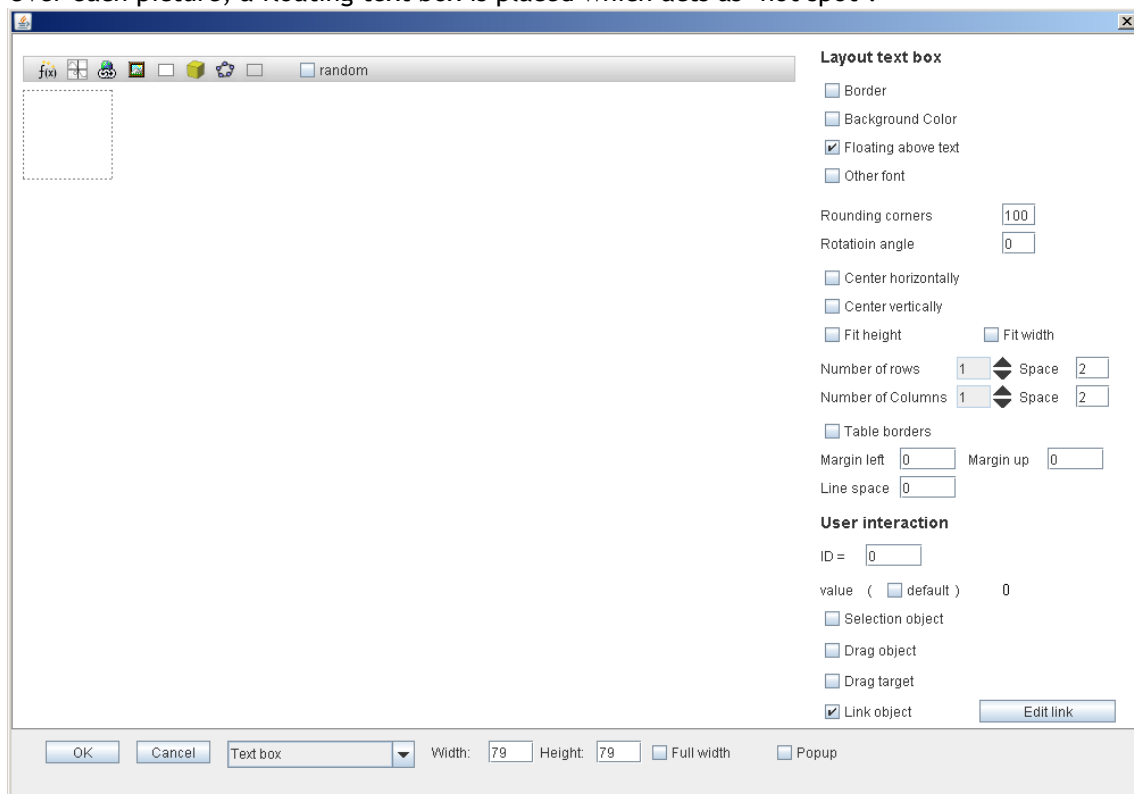 over each picture, a floating text box is placed which acts as "hot spot".
f(x) random
Layout text box
Border
Background Color
Floating above text
Other font
Rounding corners 100
Rotatioin angle 0
Center horizontally
Center vertically
Fit height Fit width
Number of rows 1 Space 2
Number of Columns 1 Space 2
Table borders
Margin left 0 Margin up 0
Line space 0
User interaction
ID = 0
value ( default ) 0
Selection object
Drag object
Drag target
Link object Edit link
OK Cancel Text box Width: 79 Height: 79 Full width Popup